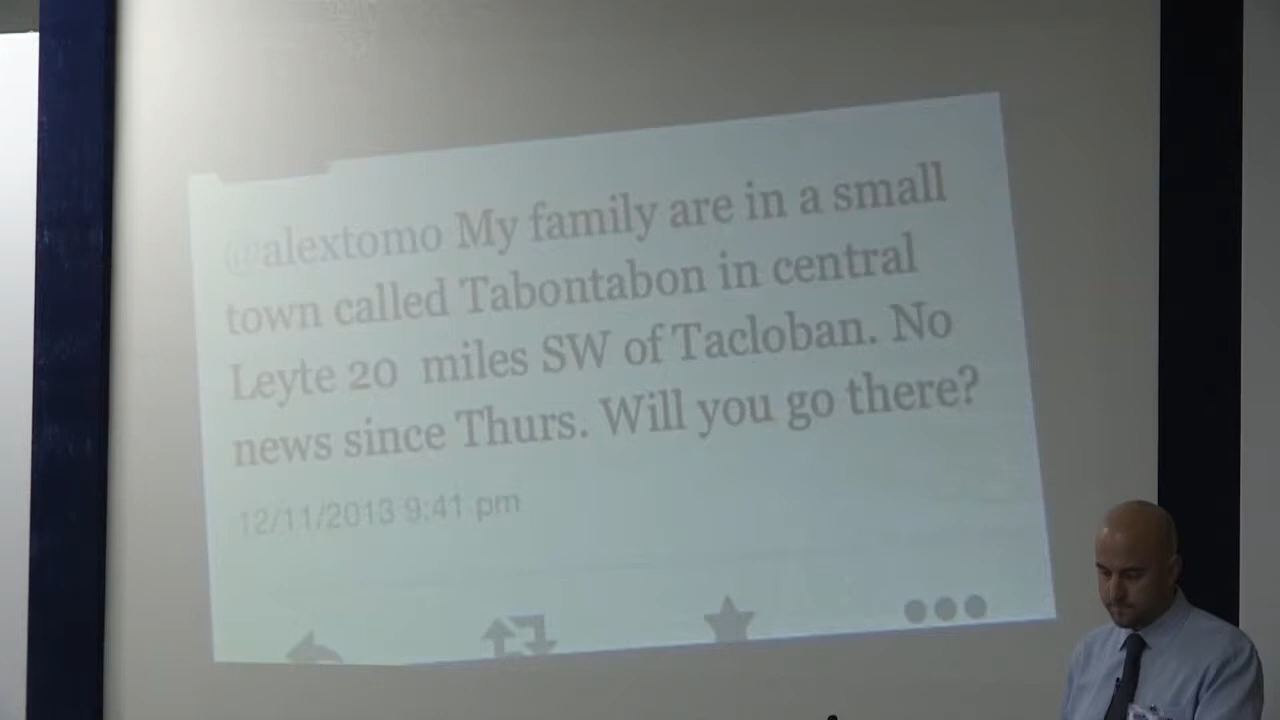 @alextomo My family are in a small
town called Tabontabon in central
Leyte 20 miles SW of Tacloban. No
news since Thurs. Will you go there?
12/11/2013 9:41 pm